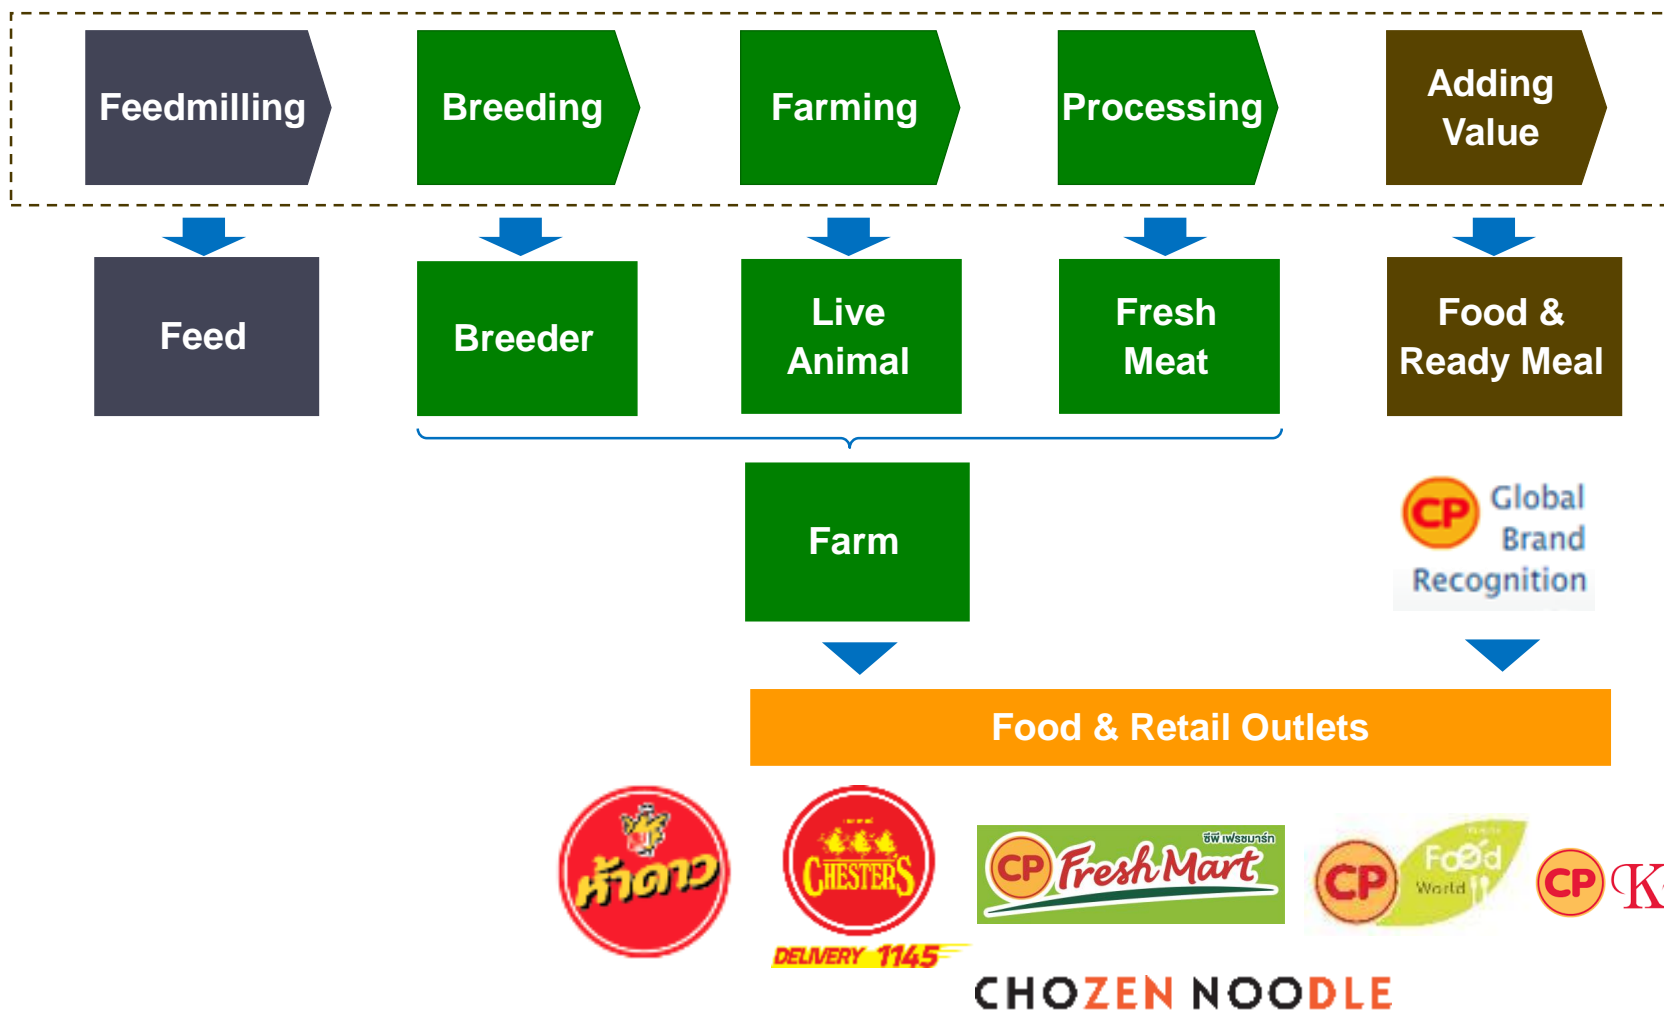 Feedmilling
Breeding
Farming
Processing
Adding
Value
Feed
Breeder
Live
Animal
Fresh
Meat
Food &
Ready Meal
Farm
CP Global
Brand
Recognition
Food & Retail Outlets
ห้าดาว
CHESTER'S
DELIVERY 1145
ซีพี เฟรชมาร์ท
CP Fresh Mart
CP Food
World
CP K
CHOZEN NOODLE